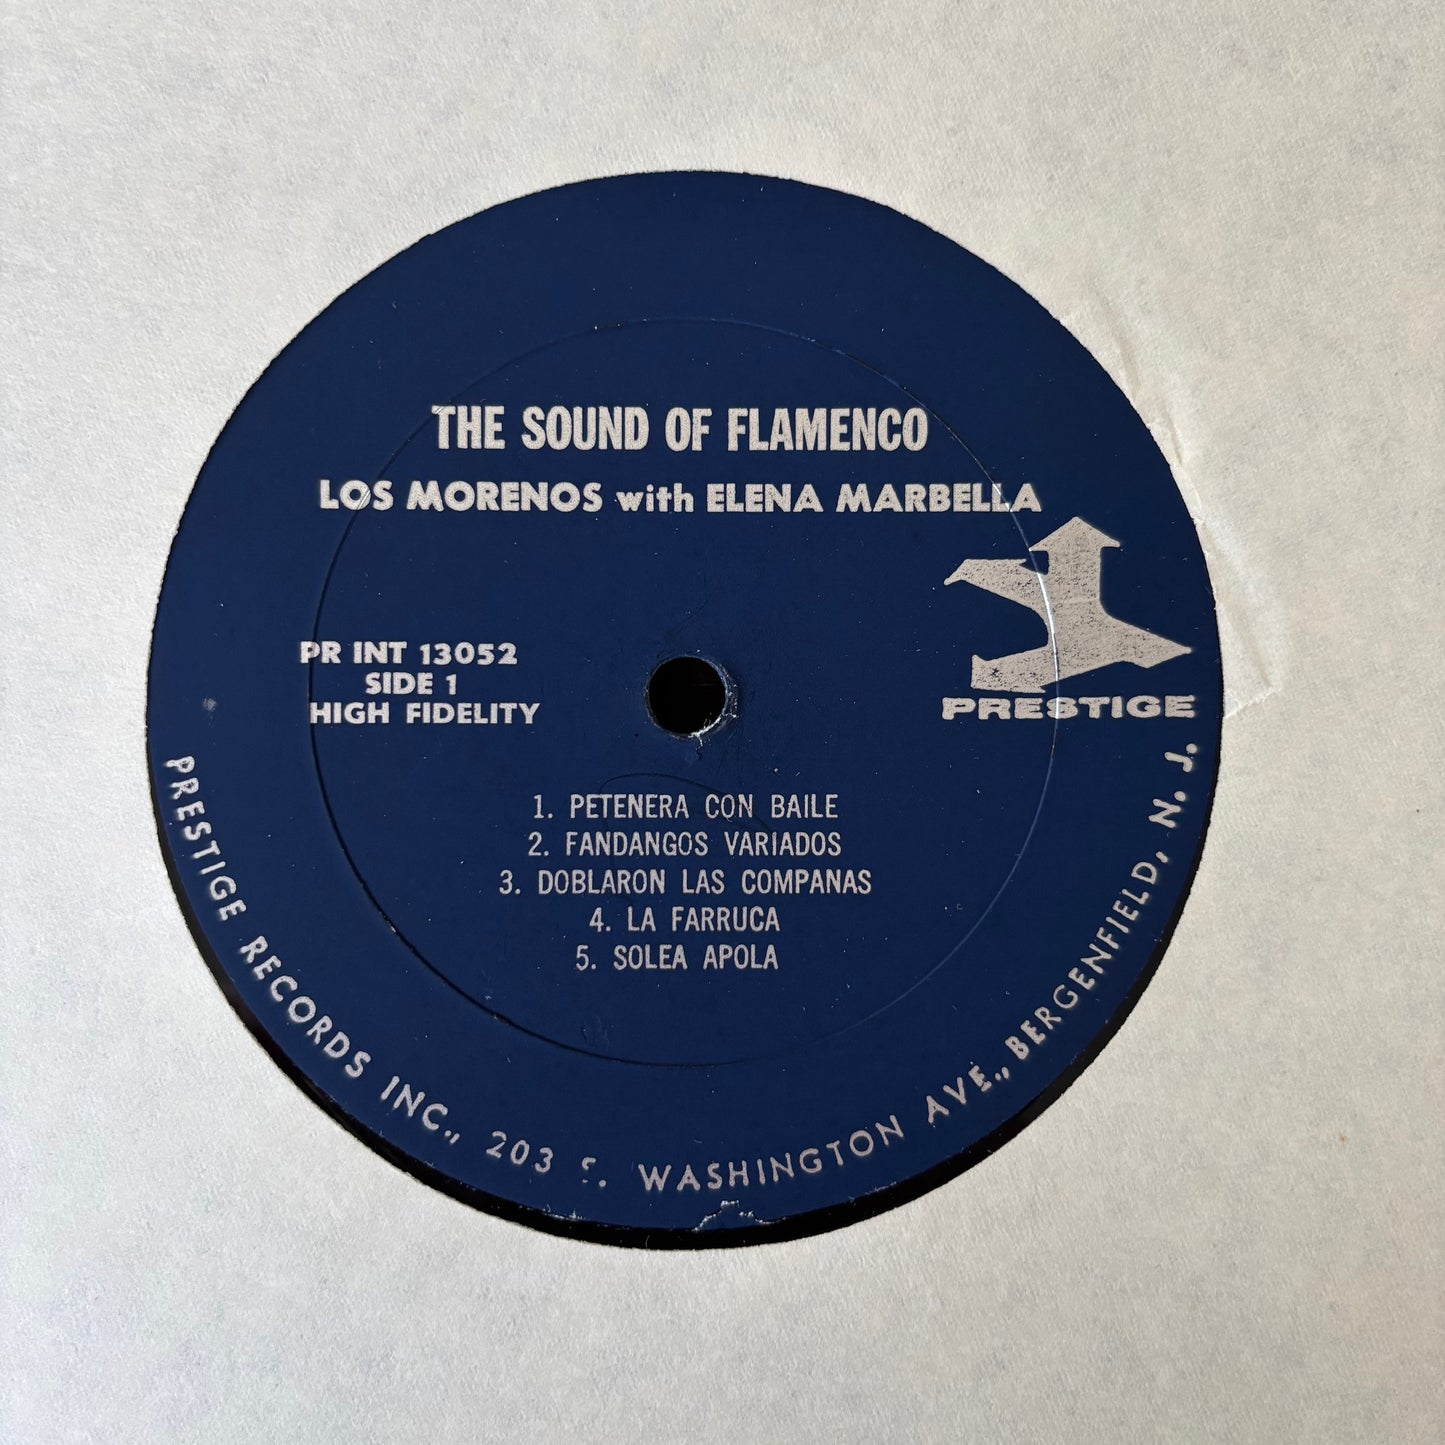 THE SOUND OF FLAMENCO
LOS MORENOS with ELENA MARBELLA
PR INT 13052
SIDE 1
HIGH FIDELITY
PRESTIGE
1. PETENERA CON BAILE
2. FANDANGOS VARIADOS
3. DOBLARON LAS COMPANAS
4. LA FARRUCA
5. SOLEA APOLA
PRESTIGE RECORDS INC., 203 S. WASHINGTON AVE., BERGENFIELD, N. J.